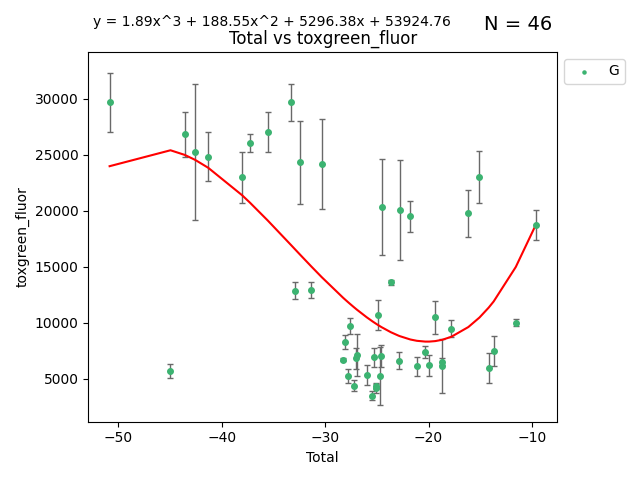 y = 1.89x^3 + 188.55x^2 + 5296.38x + 53924.76
N = 46
Total vs toxgreen_fluor
G
toxgreen_fluor
30000
25000
20000
15000
10000
5000
−50
−40
−30
−20
−10
Total